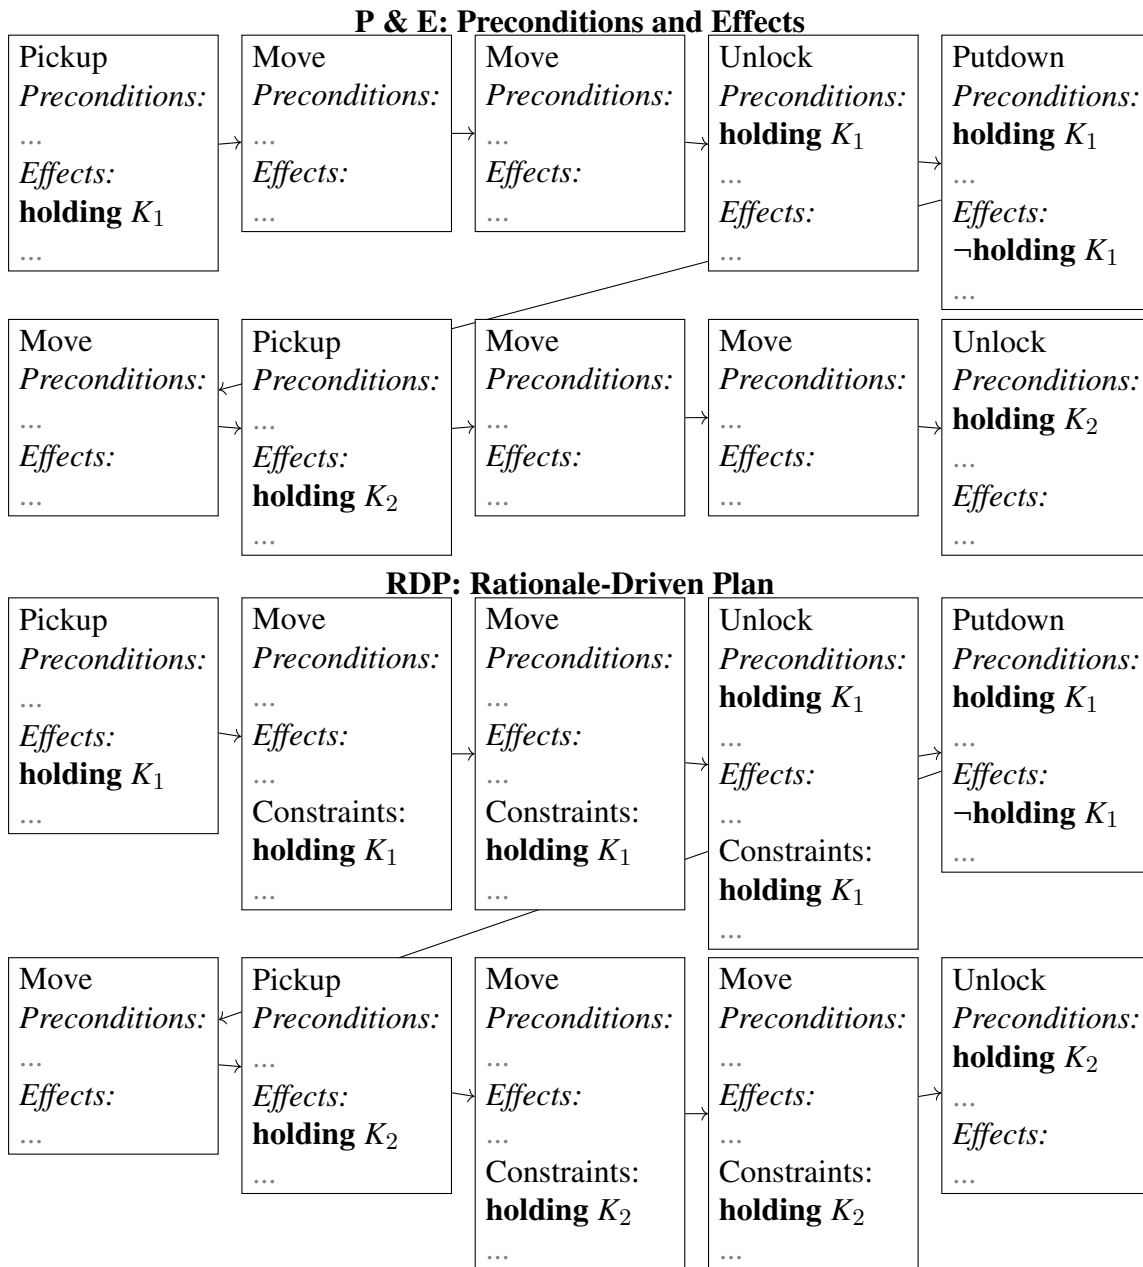 P & E: Preconditions and Effects
Pickup
Preconditions:
...
Effects:
holding K₁
...
Move
Preconditions:
...
Effects:
...
Move
Preconditions:
...
Effects:
...
Unlock
Preconditions:
holding K₁
...
Effects:
...
Putdown
Preconditions:
holding K₁
...
Effects:
¬holding K₁
...
Move
Preconditions:
...
Effects:
...
Pickup
Preconditions:
...
Effects:
holding K₂
...
Move
Preconditions:
...
Effects:
...
Move
Preconditions:
...
Effects:
...
Unlock
Preconditions:
holding K₂
...
Effects:
...
RDP: Rationale-Driven Plan
Pickup
Preconditions:
...
Effects:
holding K₁
...
Move
Preconditions:
...
Effects:
...
Constraints:
holding K₁
...
Move
Preconditions:
...
Effects:
...
Constraints:
holding K₁
...
Unlock
Preconditions:
holding K₁
...
Effects:
...
Constraints:
holding K₁
...
Putdown
Preconditions:
holding K₁
...
Effects:
¬holding K₁
...
Move
Preconditions:
...
Effects:
...
Pickup
Preconditions:
...
Effects:
holding K₂
...
Move
Preconditions:
...
Effects:
...
Constraints:
holding K₂
...
Move
Preconditions:
...
Effects:
...
Constraints:
holding K₂
...
Unlock
Preconditions:
holding K₂
...
Effects:
...